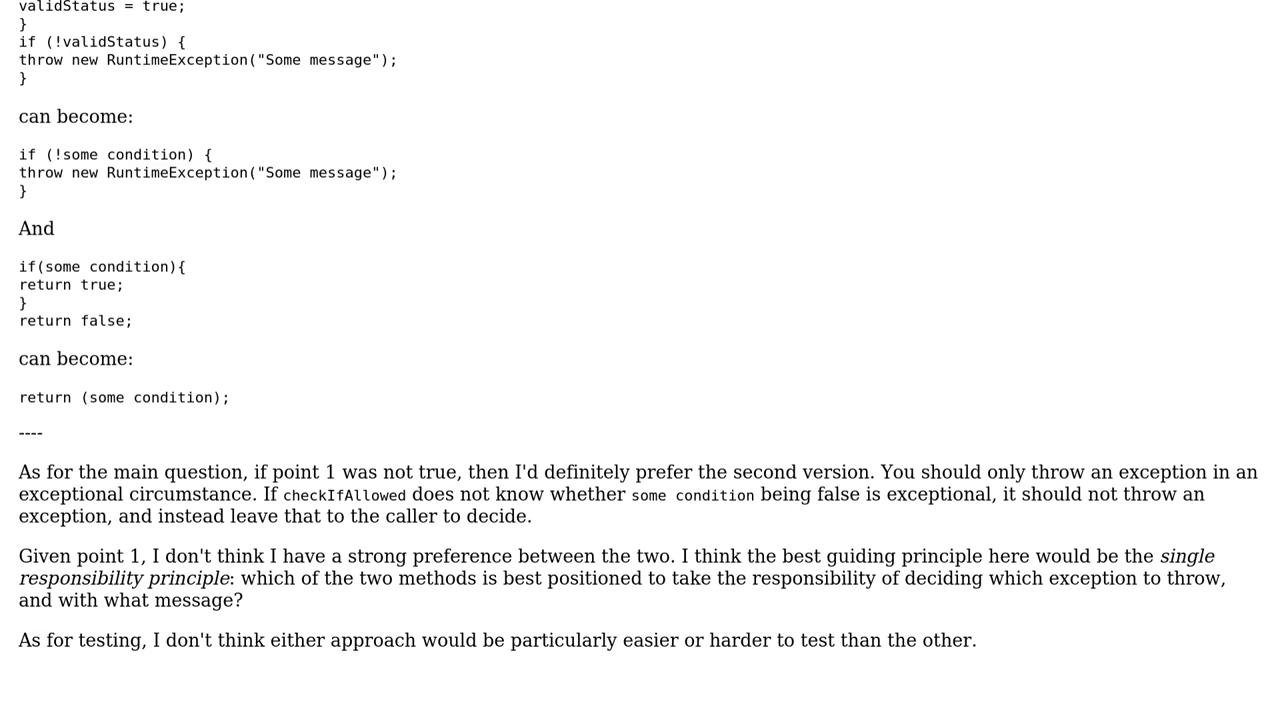 validStatus = true;
}
if (!validStatus) {
throw new RuntimeException("Some message");
}
can become:
if (!some condition) {
throw new RuntimeException("Some message");
}
And
if(some condition){
return true;
}
return false;
can become:
return (some condition);
----
As for the main question, if point 1 was not true, then I'd definitely prefer the second version. You should only throw an exception in an
exceptional circumstance. If checkIfAllowed does not know whether some condition being false is exceptional, it should not throw an
exception, and instead leave that to the caller to decide.
Given point 1, I don't think I have a strong preference between the two. I think the best guiding principle here would be the single
responsibility principle: which of the two methods is best positioned to take the responsibility of deciding which exception to throw,
and with what message?
As for testing, I don't think either approach would be particularly easier or harder to test than the other.